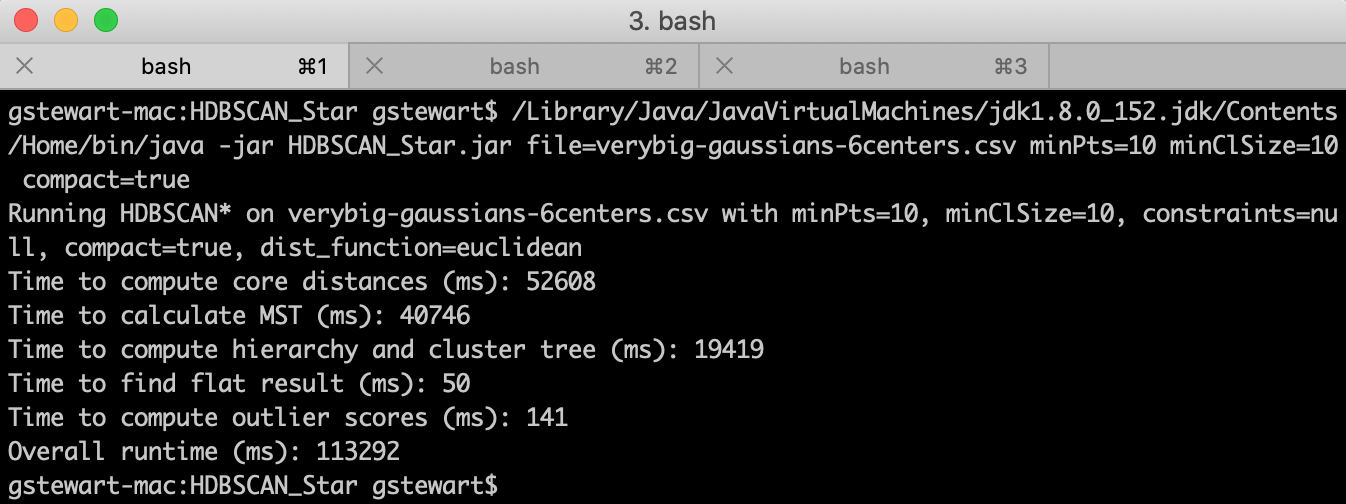 3. bash
bash ⌘1 bash ⌘2 bash ⌘3
gstewart-mac:HDBSCAN_Star gstewart$ /Library/Java/JavaVirtualMachines/jdk1.8.0_152.jdk/Contents
/Home/bin/java -jar HDBSCAN_Star.jar file=verybig-gaussians-6centers.csv minPts=10 minClSize=10
 compact=true
Running HDBSCAN* on verybig-gaussians-6centers.csv with minPts=10, minClSize=10, constraints=nu
ll, compact=true, dist_function=euclidean
Time to compute core distances (ms): 52608
Time to calculate MST (ms): 40746
Time to compute hierarchy and cluster tree (ms): 19419
Time to find flat result (ms): 50
Time to compute outlier scores (ms): 141
Overall runtime (ms): 113292
gstewart-mac:HDBSCAN_Star gstewart$